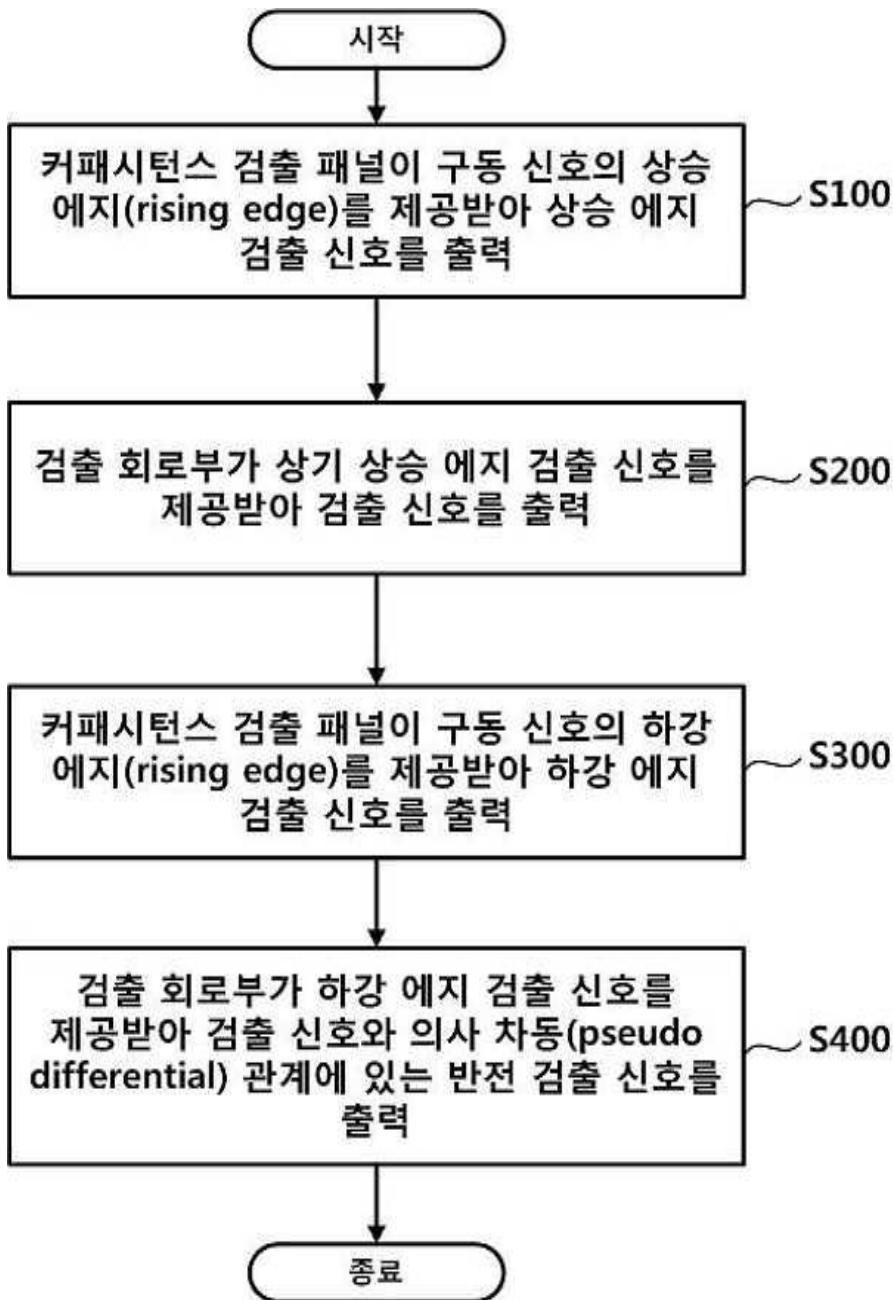 시작
커패시턴스 검출 패널이 구동 신호의 상승
에지(rising edge)를 제공받아 상승 에지
검출 신호를 출력
S100
검출 회로부가 상기 상승 에지 검출 신호를
제공받아 검출 신호를 출력
S200
커패시턴스 검출 패널이 구동 신호의 하강
에지(rising edge)를 제공받아 하강 에지
검출 신호를 출력
S300
검출 회로부가 하강 에지 검출 신호를
제공받아 검출 신호와 의사 차동(pseudo
differential) 관계에 있는 반전 검출 신호를
출력
S400
종료